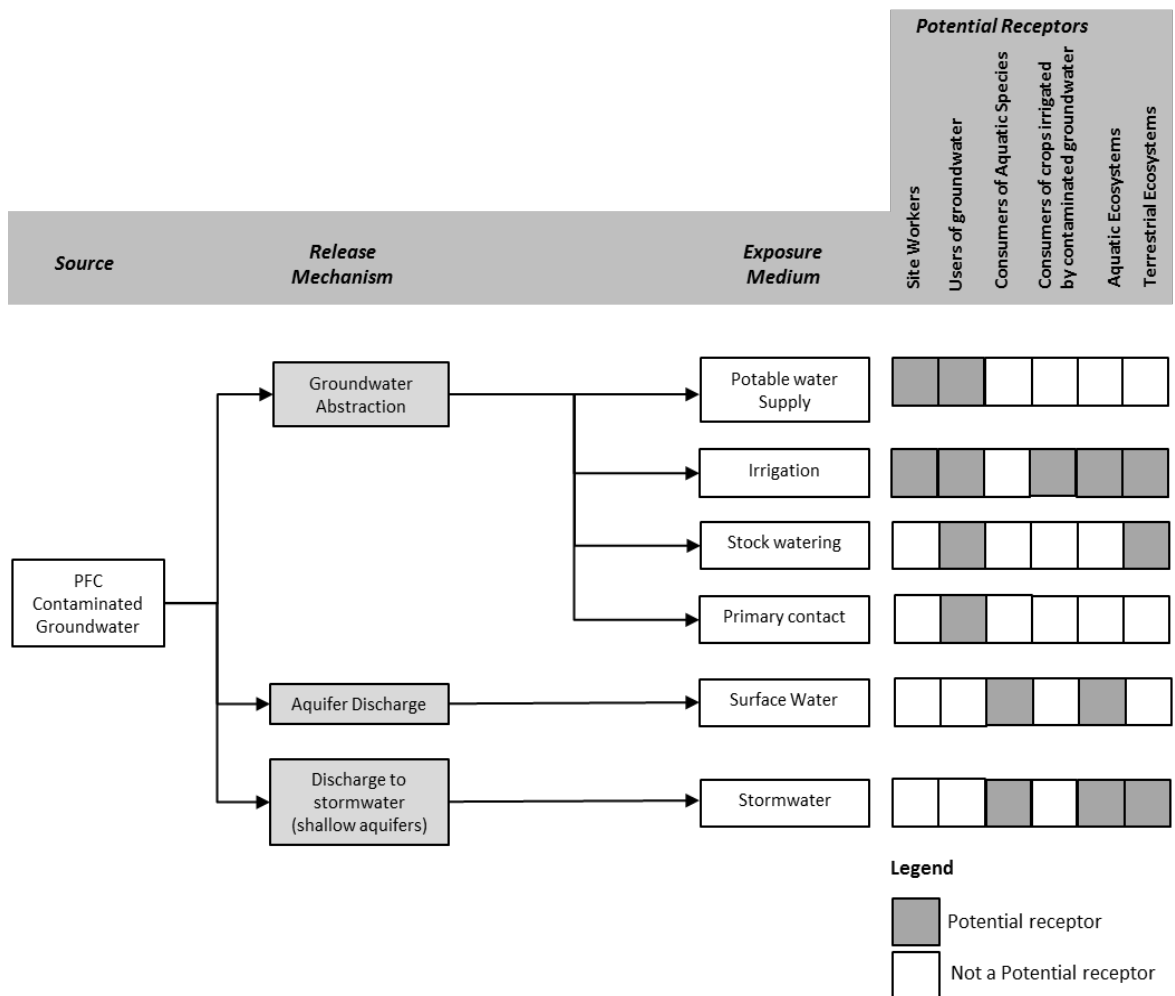 Potential Receptors
Site Workers
Users of groundwater
Consumers of Aquatic Species
Consumers of crops irrigated
by contaminated groundwater
Aquatic Ecosystems
Terrestrial Ecosystems
Source
Release
Mechanism
Exposure
Medium
Groundwater
Abstraction
Potable water
Supply
Irrigation
Stock watering
PFC
Contaminated
Groundwater
Primary contact
Aquifer Discharge
Surface Water
Discharge to
stormwater
(shallow aquifers)
Stormwater
Legend
Potential receptor
Not a Potential receptor